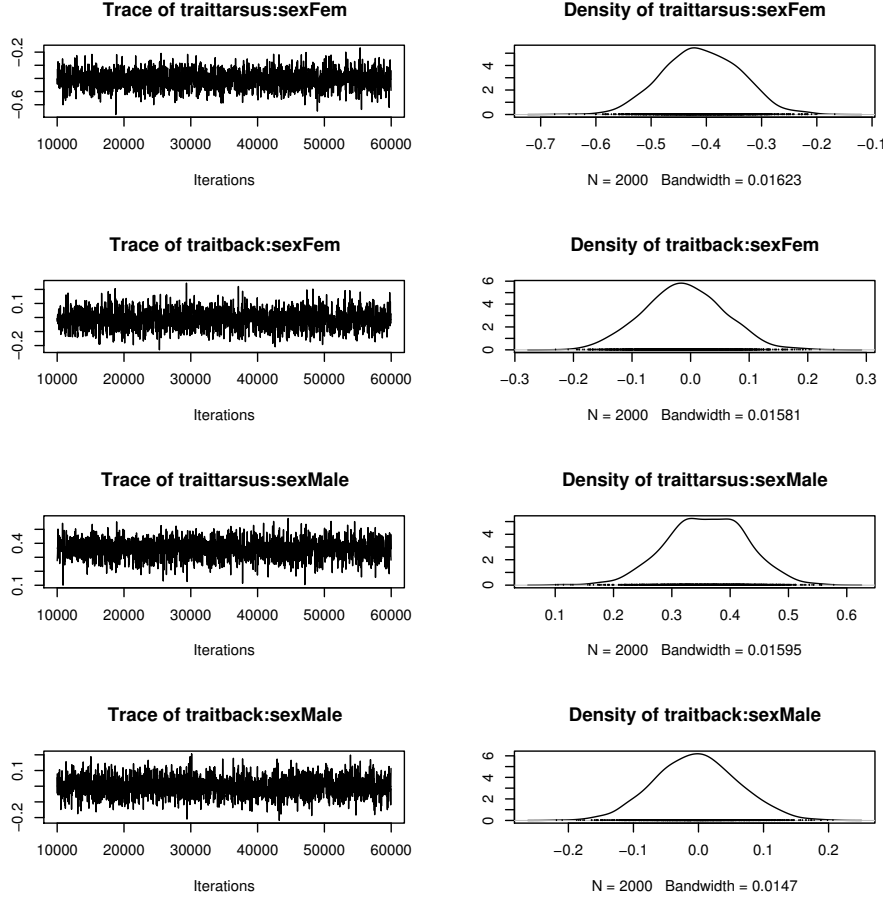 Trace of traittarsus:sexFem
−0.2
−0.6
10000 20000 30000 40000 50000 60000
Iterations
Density of traittarsus:sexFem
4
2
0
−0.7 −0.6 −0.5 −0.4 −0.3 −0.2 −0.1
N = 2000 Bandwidth = 0.01623
Trace of traitback:sexFem
0.1
−0.2
10000 20000 30000 40000 50000 60000
Iterations
Density of traitback:sexFem
6
4
2
0
−0.3 −0.2 −0.1 0.0 0.1 0.2 0.3
N = 2000 Bandwidth = 0.01581
Trace of traittarsus:sexMale
0.4
0.1
10000 20000 30000 40000 50000 60000
Iterations
Density of traittarsus:sexMale
4
2
0
0.1 0.2 0.3 0.4 0.5 0.6
N = 2000 Bandwidth = 0.01595
Trace of traitback:sexMale
0.1
−0.2
10000 20000 30000 40000 50000 60000
Iterations
Density of traitback:sexMale
6
4
2
0
−0.2 −0.1 0.0 0.1 0.2
N = 2000 Bandwidth = 0.0147